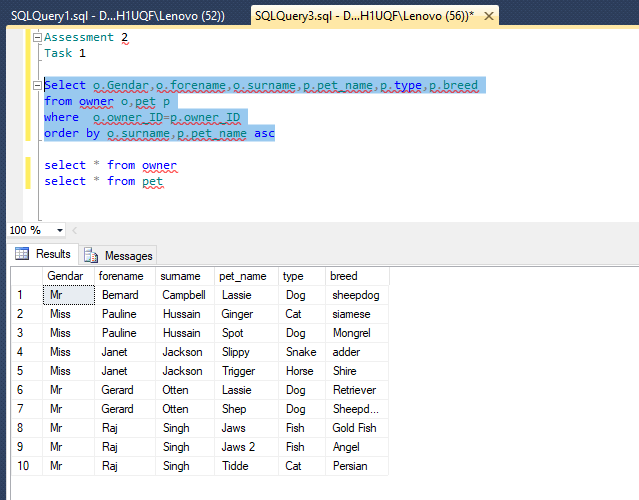 SQLQuery1.sql - D...H1UQF\Lenovo (52)) SQLQuery3.sql - D...H1UQF\Lenovo (56))* ✕
Assessment 2
Task 1
Select o.Gendar,o.forename,o.surname,p.pet_name,p.type,p.breed
from owner o,pet p
where o.owner_ID=p.owner_ID
order by o.surname,p.pet_name asc
select * from owner
select * from pet
100 %
Results Messages
Gendar forename surname pet_name type breed
1 Mr Bernard Campbell Lassie Dog sheepdog
2 Miss Pauline Hussain Ginger Cat siamese
3 Miss Pauline Hussain Spot Dog Mongrel
4 Miss Janet Jackson Slippy Snake adder
5 Miss Janet Jackson Trigger Horse Shire
6 Mr Gerard Otten Lassie Dog Retriever
7 Mr Gerard Otten Shep Dog Sheepd...
8 Mr Raj Singh Jaws Fish Gold Fish
9 Mr Raj Singh Jaws 2 Fish Angel
10 Mr Raj Singh Tidde Cat Persian